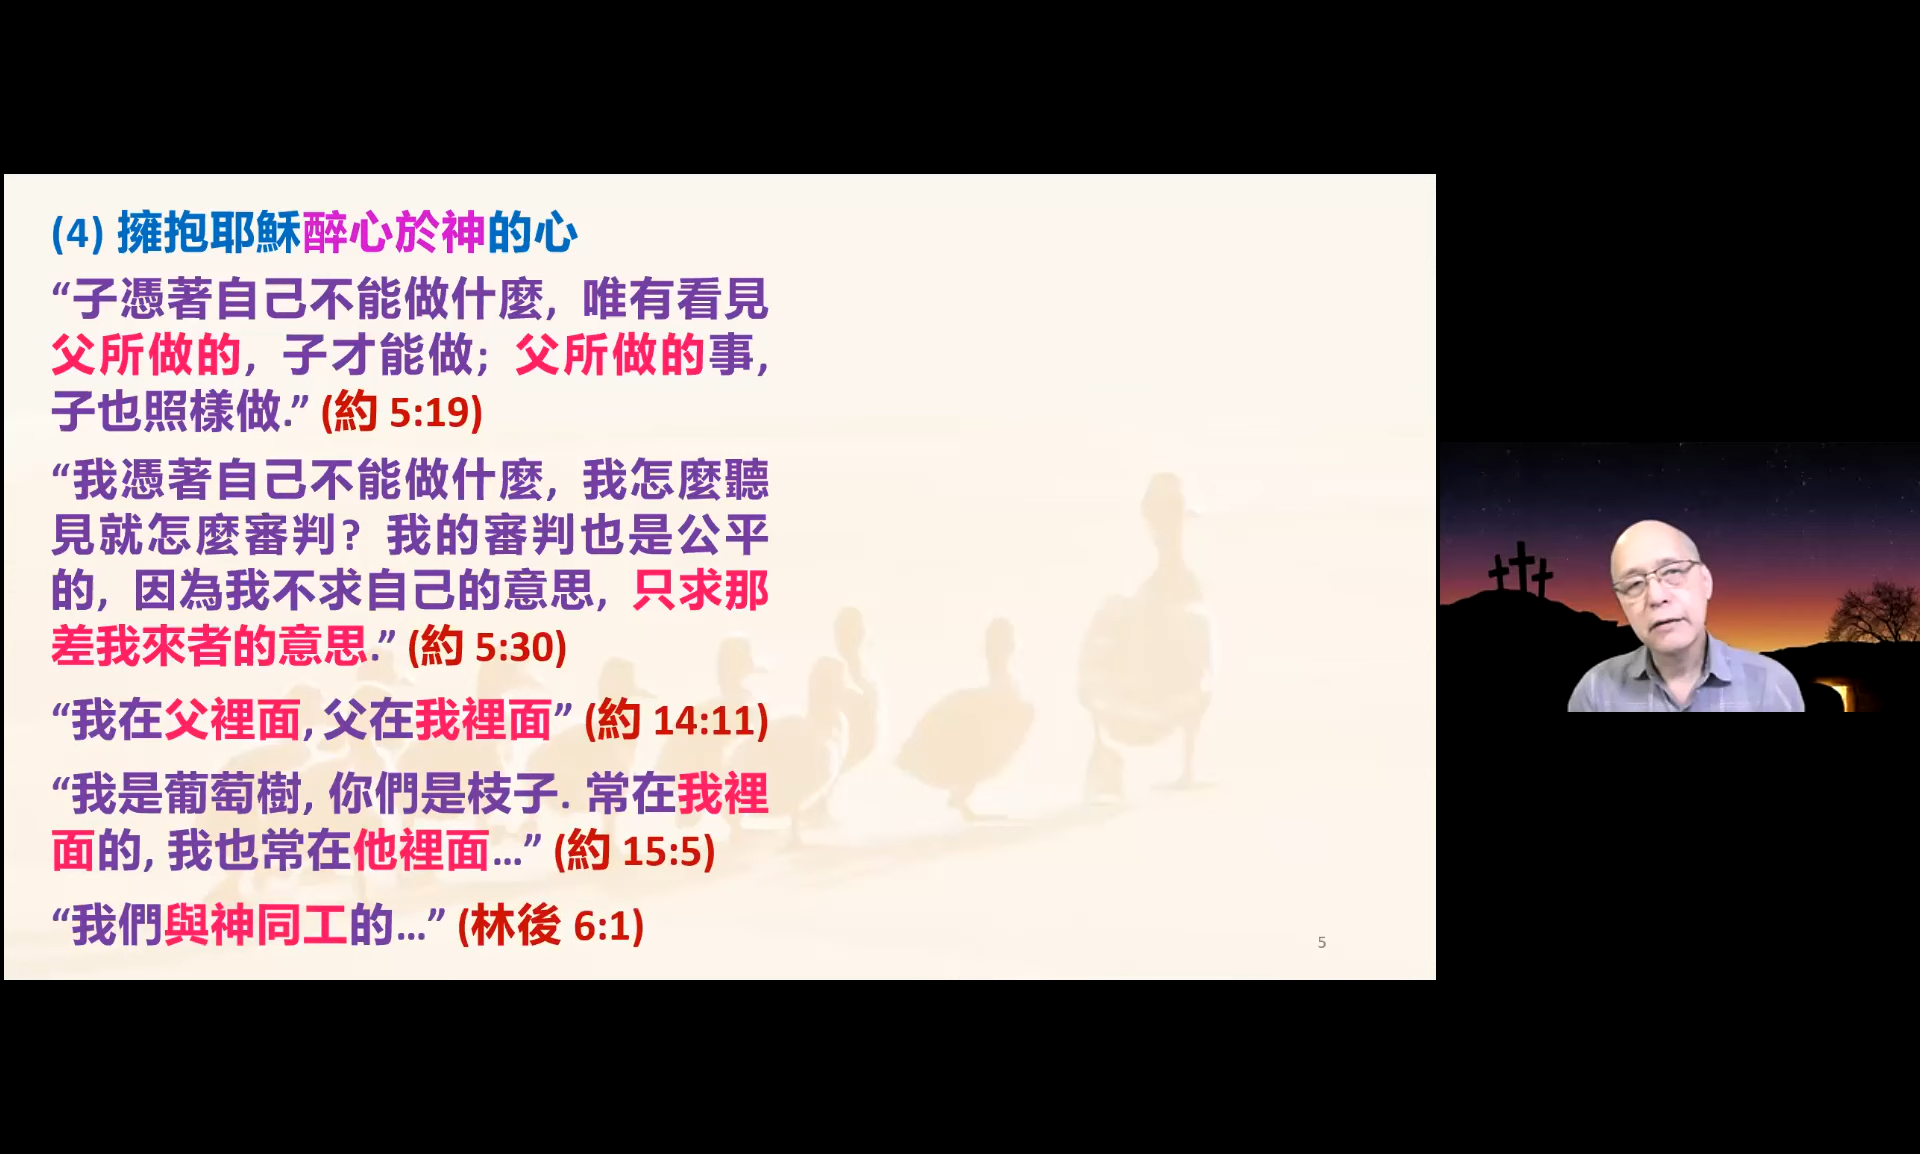 (4) 擁抱耶穌醉心於神的心
“子憑著自己不能做什麼, 唯有看見
父所做的, 子才能做; 父所做的事,
子也照樣做.” (約 5:19)
“我憑著自己不能做什麼, 我怎麼聽
見就怎麼審判? 我的審判也是公平
的, 因為我不求自己的意思, 只求那
差我來者的意思.” (約 5:30)
“我在父裡面, 父在我裡面” (約 14:11)
“我是葡萄樹, 你們是枝子. 常在我裡
面的, 我也常在他裡面...” (約 15:5)
“我們與神同工的...” (林後 6:1)
5